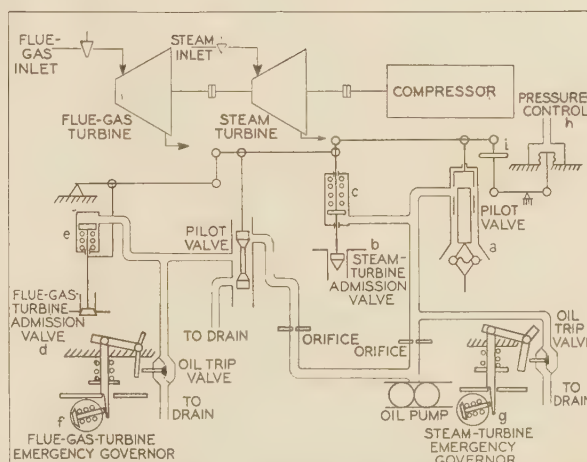 FLUE-
GAS
INLET
STEAM
INLET
COMPRESSOR
FLUE-GAS
TURBINE
STEAM
TURBINE
PRESSURE
CONTROL
h
i
c
e
PILOT
VALVE
a
PILOT
VALVE
b
STEAM-
TURBINE
ADMISSION
VALVE
FLUE-GAS-
TURBINE
ADMISSION
VALVE
d
TO DRAIN
ORIFICE
ORIFICE
OIL
TRIP
VALVE
OIL TRIP
VALVE
TO
DRAIN
TO
DRAIN
OIL PUMP
f
g
FLUE-GAS-TURBINE
EMERGENCY GOVERNOR
STEAM-TURBINE
EMERGENCY
GOVERNOR